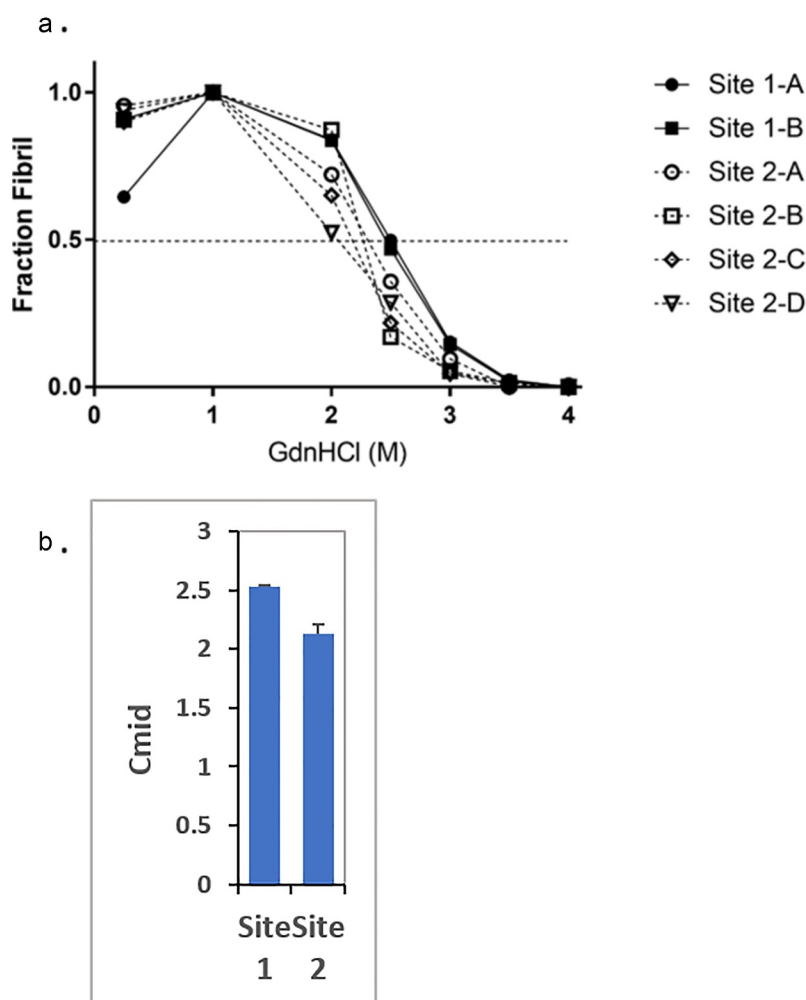 a.
1.0
0.5
0.0
Fraction Fibril
0 1 2 3 4
GdnHCl (M)
Site 1-A
Site 1-B
Site 2-A
Site 2-B
Site 2-C
Site 2-D
b.
3
2.5
2
1.5
1
0.5
0
Cmid
Site Site
1 2